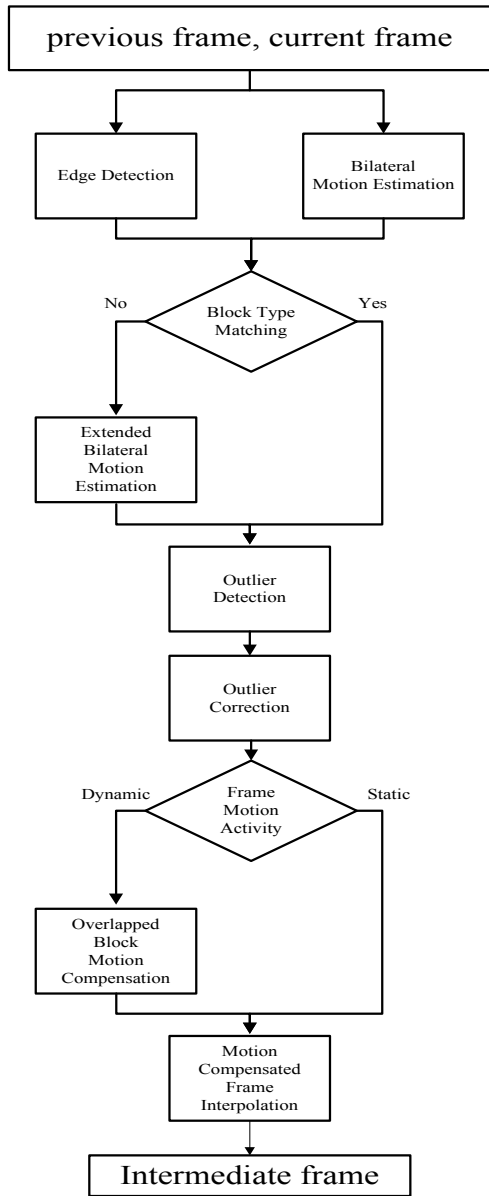 previous frame, current frame
Edge Detection
Bilateral
Motion Estimation
No
Block Type
Matching
Yes
Extended
Bilateral
Motion
Estimation
Outlier
Detection
Outlier
Correction
Dynamic
Frame
Motion
Activity
Static
Overlapped
Block
Motion
Compensation
Motion
Compensated
Frame
Interpolation
Intermediate frame